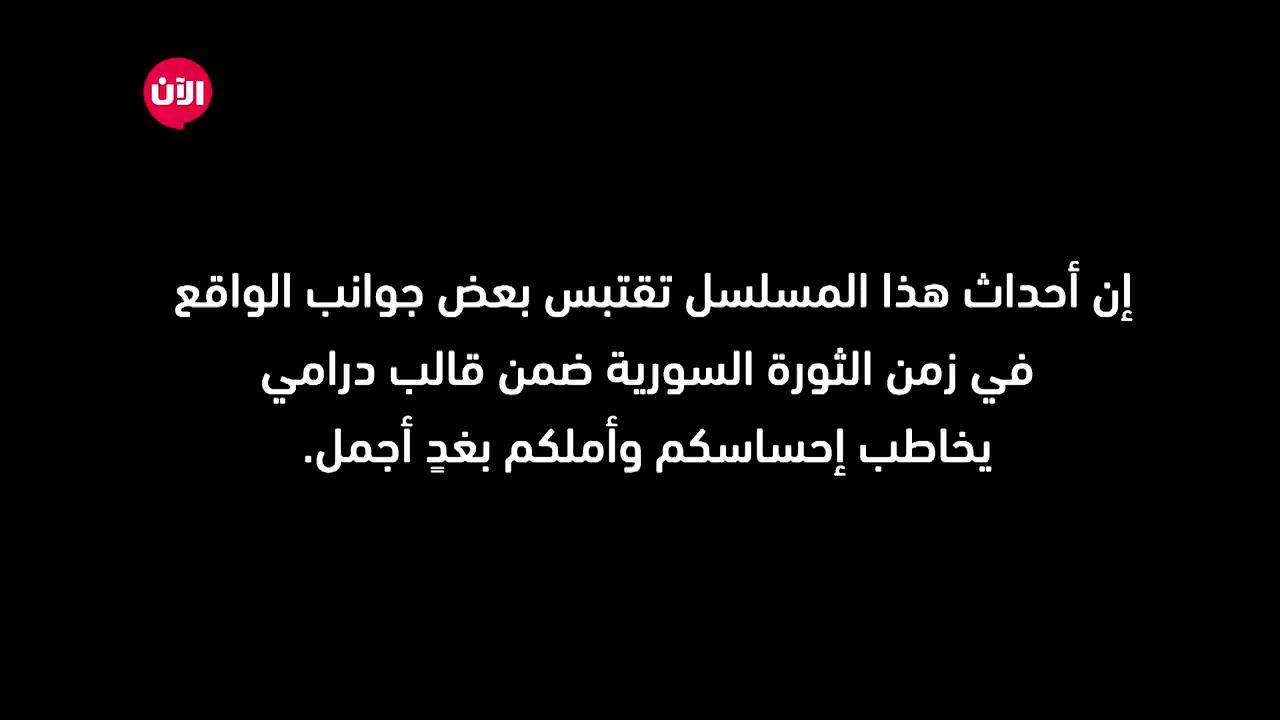 الآن
إن أحداث هذا المسلسل تقتبس بعض جوانب الواقع
في زمن الثورة السورية ضمن قالب درامي
يخاطب إحساسكم وأملكم بغدٍ أجمل.